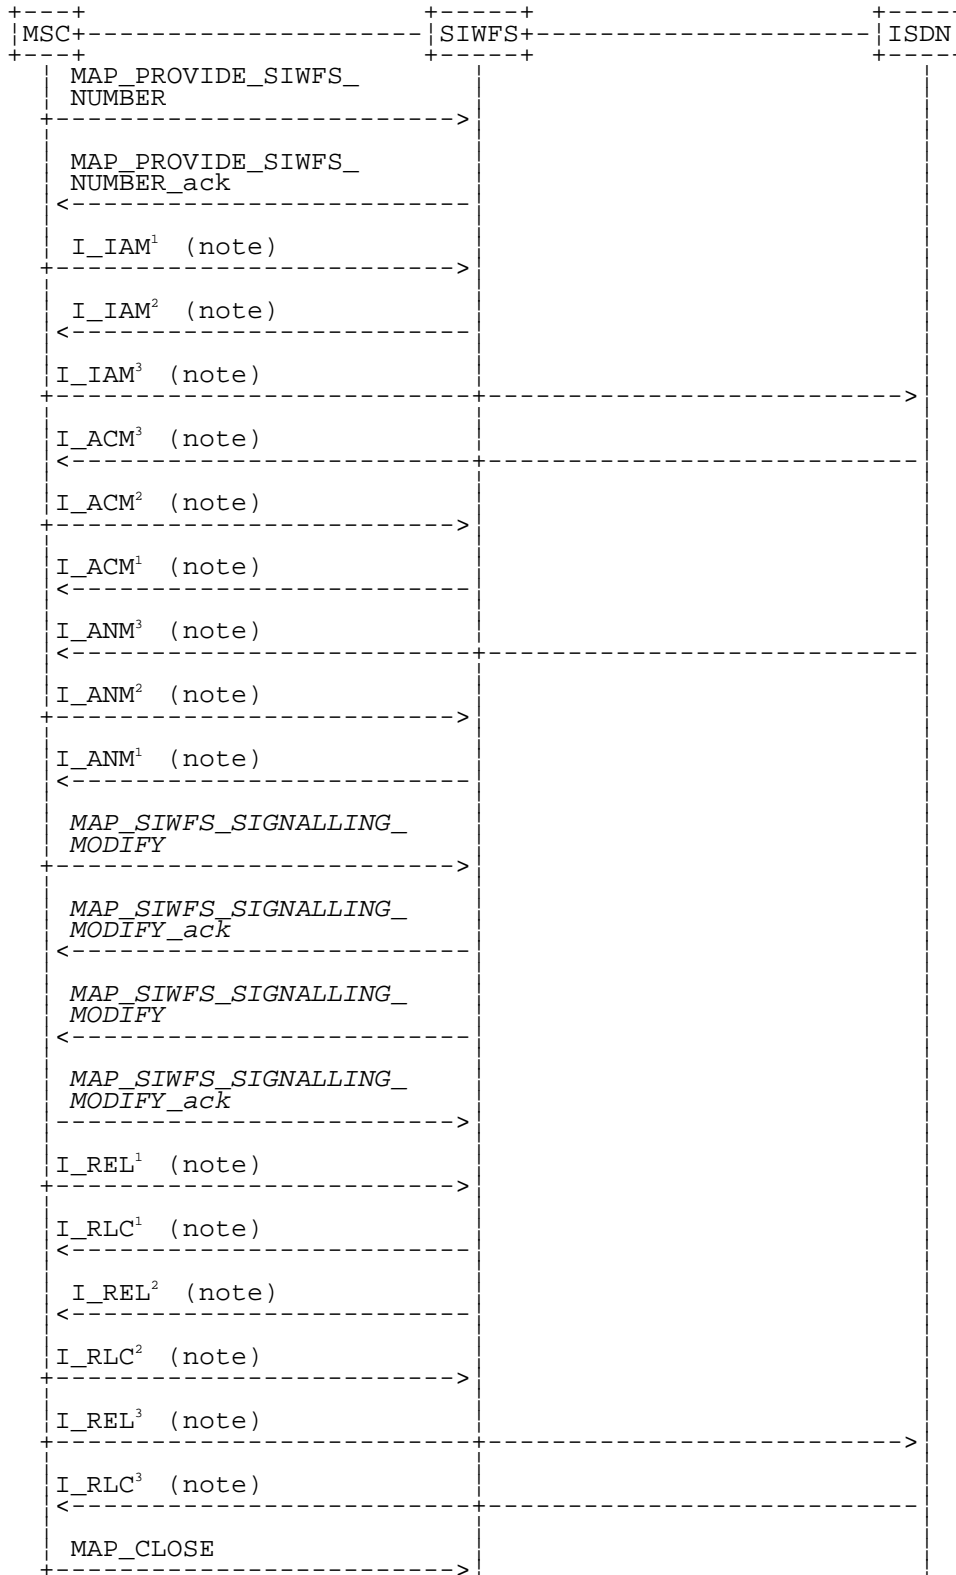 MSC SIWFS ISDN
MAP_PROVIDE_SIWFS_
NUMBER
MAP_PROVIDE_SIWFS_
NUMBER_ack
I_IAM¹ (note)
I_IAM² (note)
I_IAM³ (note)
I_ACM³ (note)
I_ACM² (note)
I_ACM¹ (note)
I_ANM³ (note)
I_ANM² (note)
I_ANM¹ (note)
MAP_SIWFS_SIGNALLING_
MODIFY
MAP_SIWFS_SIGNALLING_
MODIFY_ack
MAP_SIWFS_SIGNALLING_
MODIFY
MAP_SIWFS_SIGNALLING_
MODIFY_ack
I_REL¹ (note)
I_RLC¹ (note)
I_REL² (note)
I_RLC² (note)
I_REL³ (note)
I_RLC³ (note)
MAP_CLOSE